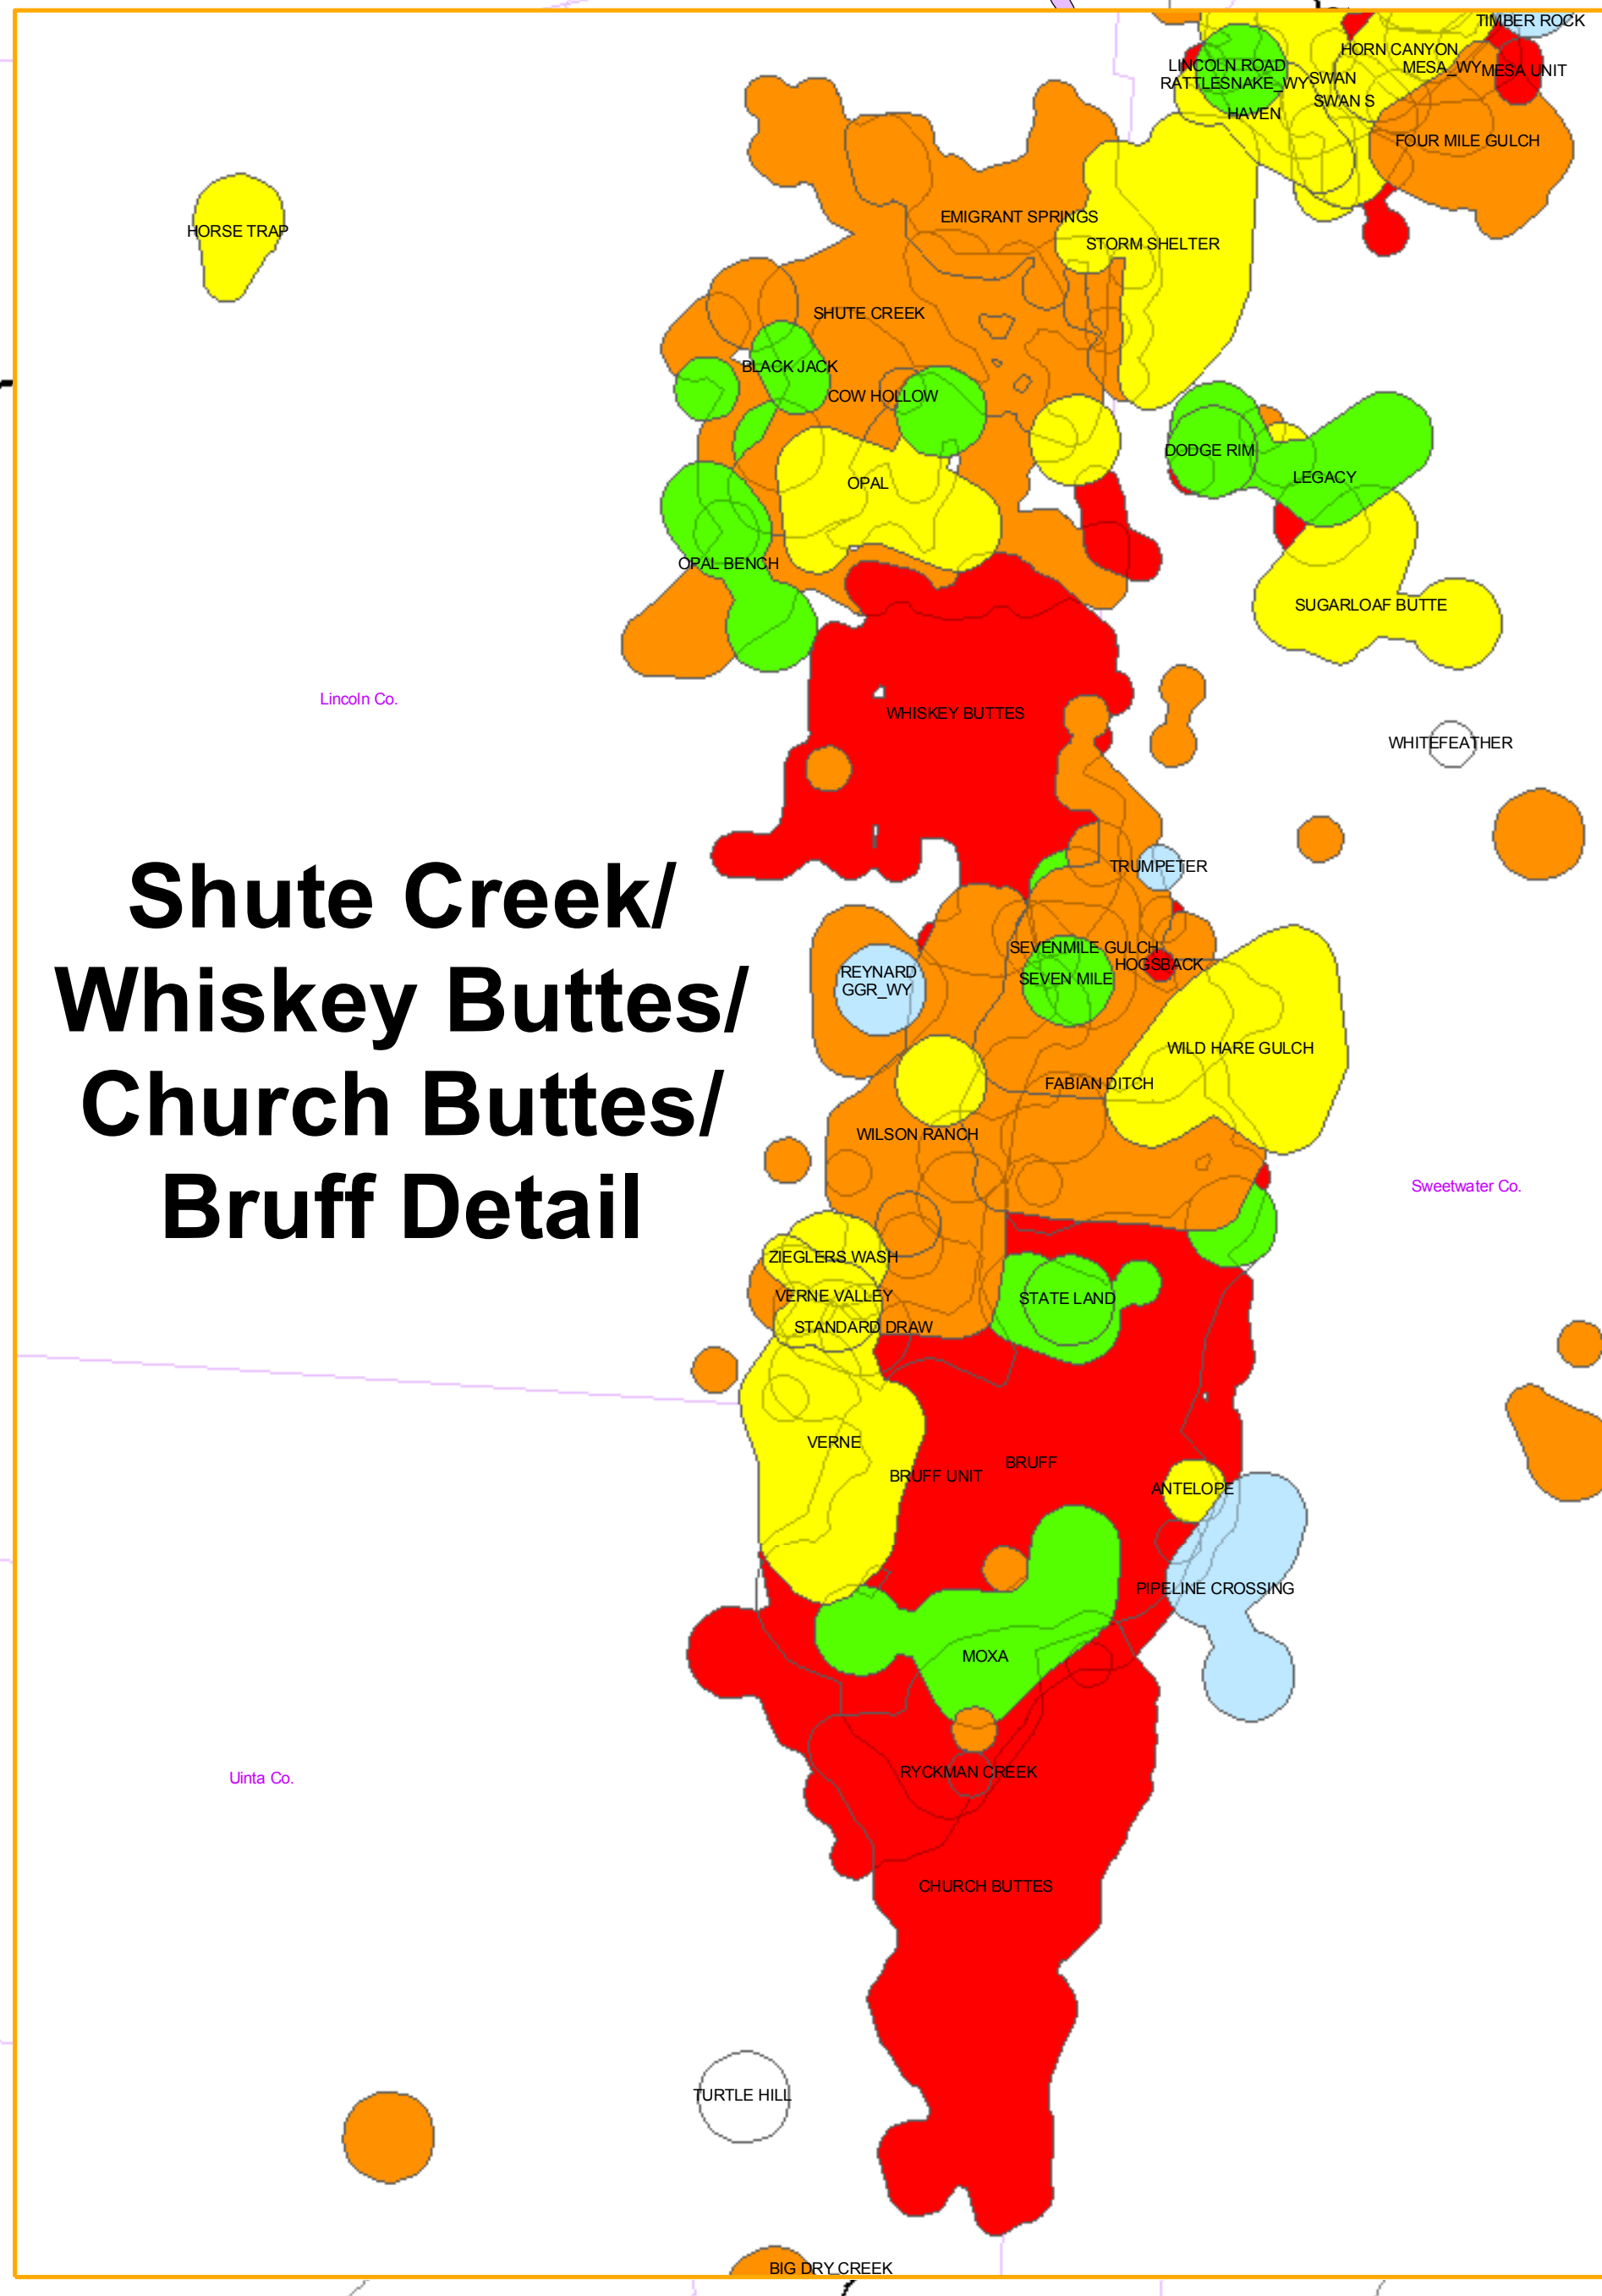 TIMBER ROCK
HORN CANYON
LINCOLN ROAD
MESA_WY
MESA UNIT
RATTLESNAKE_WY
SWAN
SWAN S
HAVEN
FOUR MILE GULCH
EMIGRANT SPRINGS
HORSE TRAP
STORM SHELTER
SHUTE CREEK
BLACK JACK
COW HOLLOW
DODGE RIM
LEGACY
OPAL
OPAL BENCH
SUGARLOAF BUTTE
Lincoln Co.
WHISKEY BUTTES
WHITEFEATHER
TRUMPETER
Shute Creek/
Whiskey Buttes/
Church Buttes/
Bruff Detail
SEVENMILE GULCH
HOGSBACK
REYNARD
SEVEN MILE
GGR_WY
WILD HARE GULCH
FABIAN DITCH
WILSON RANCH
Sweetwater Co.
ZIEGLERS WASH
VERNE VALLEY
STATE LAND
STANDARD DRAW
VERNE
BRUFF
BRUFF UNIT
ANTELOPE
PIPELINE CROSSING
MOXA
RYCKMAN CREEK
Uinta Co.
CHURCH BUTTES
TURTLE HILL
BIG DRY CREEK